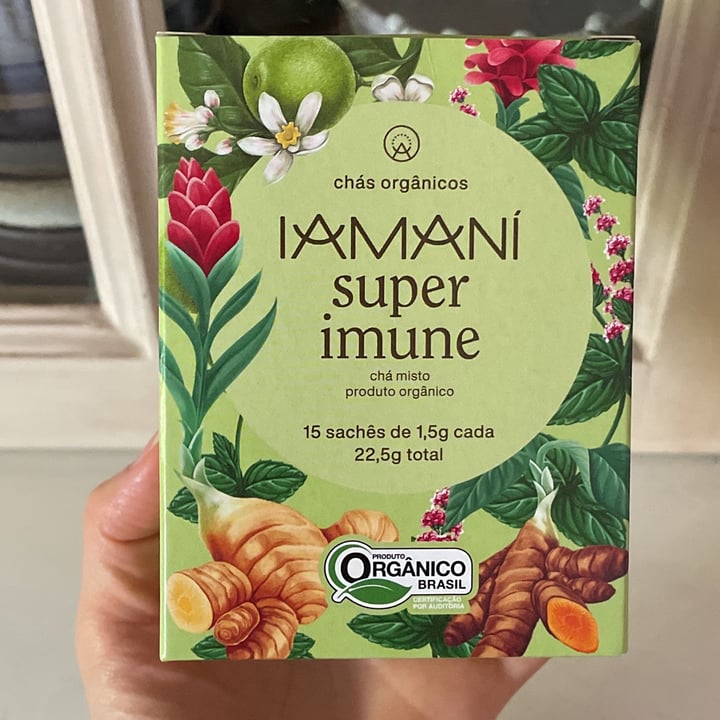 chás orgânicos
IAMANÍ
super
imune
chá misto
produto orgânico
15 sachês de 1,5g cada
22,5g total
PRODUTO
ORGÂNICO
BRASIL
CERTIFICAÇÃO
POR AUDITORIA